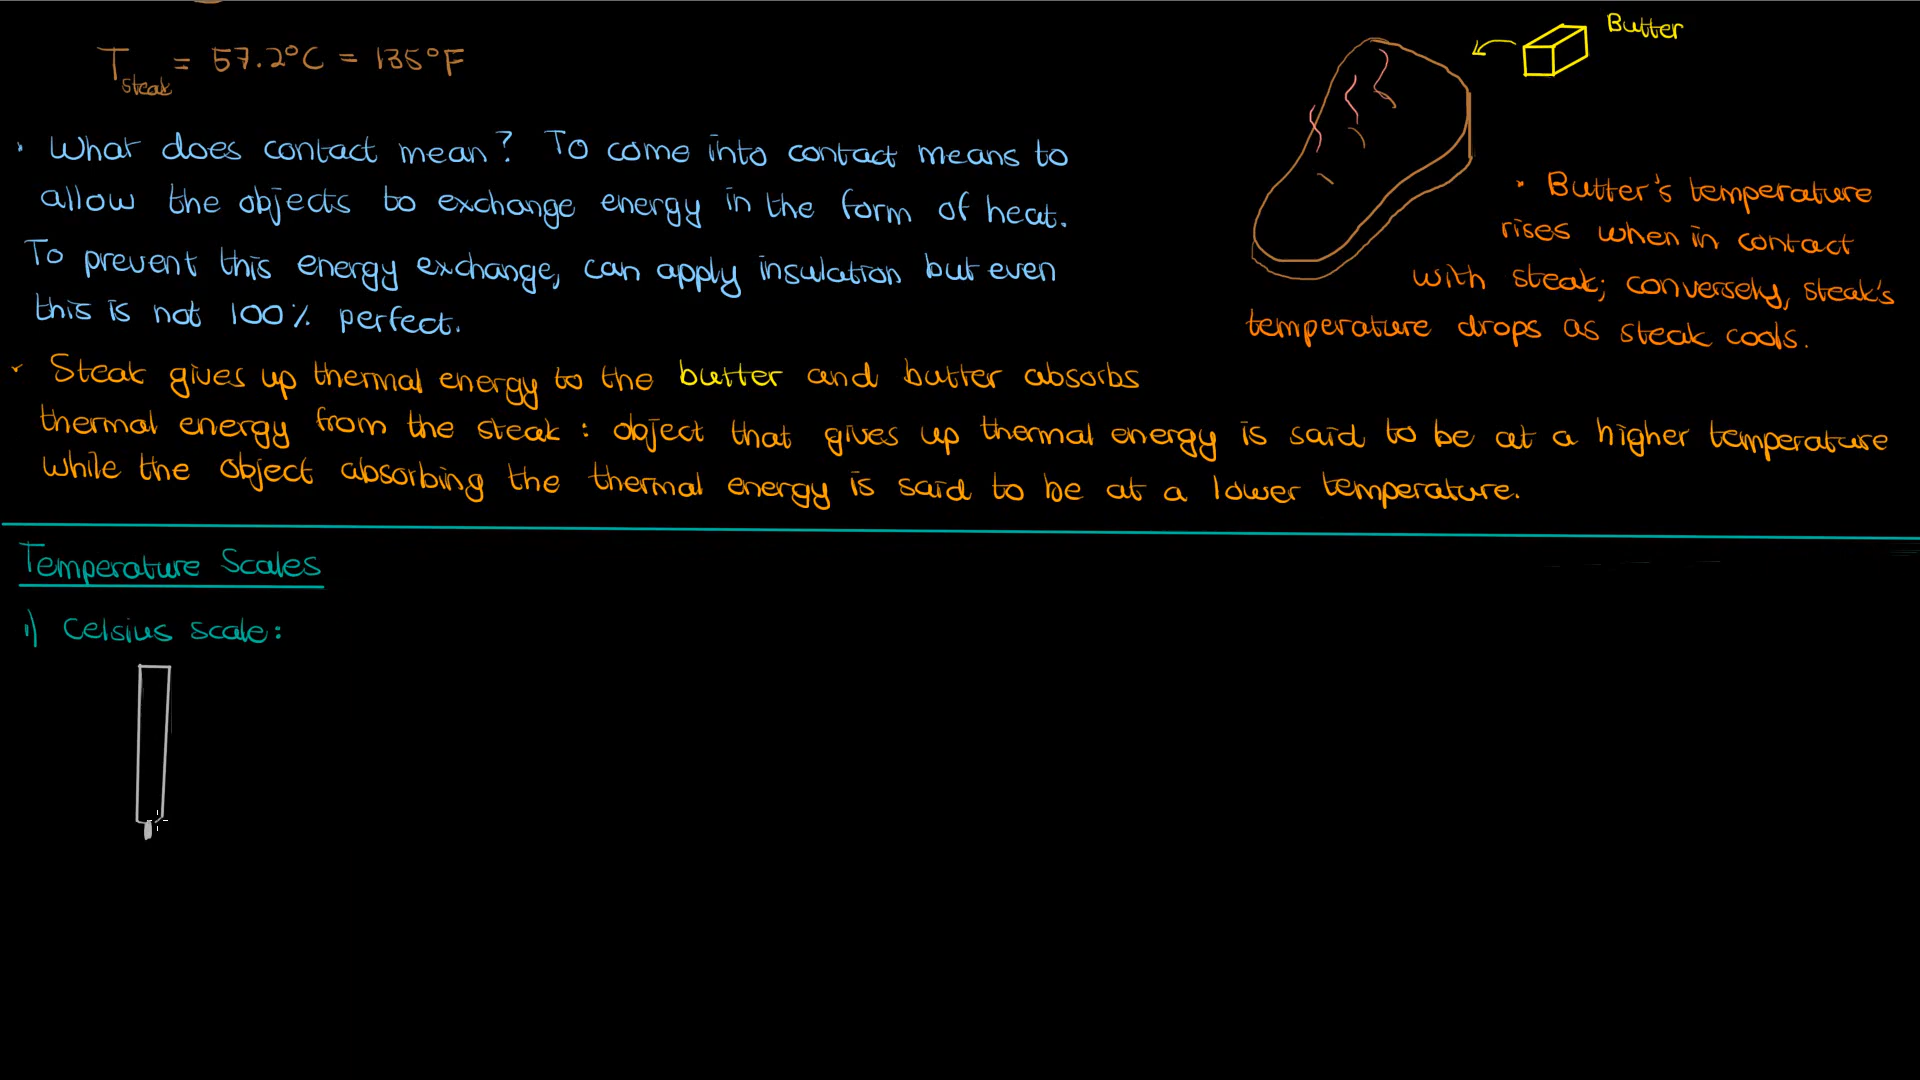 T steak = 57.2°C = 135°F
Butter
• What does contact mean? To come into contact means to
allow the objects to exchange energy in the form of heat.
To prevent this energy exchange, can apply insulation but even
this is not 100% perfect.
• Butter's temperature
rises when in contact
with steak; conversely, steak's
temperature drops as steak cools.
• Steak gives up thermal energy to the butter and butter absorbs
thermal energy from the steak : object that gives up thermal energy is said to be at a higher temperature
while the object absorbing the thermal energy is said to be at a lower temperature.
Temperature Scales
1) Celsius scale: